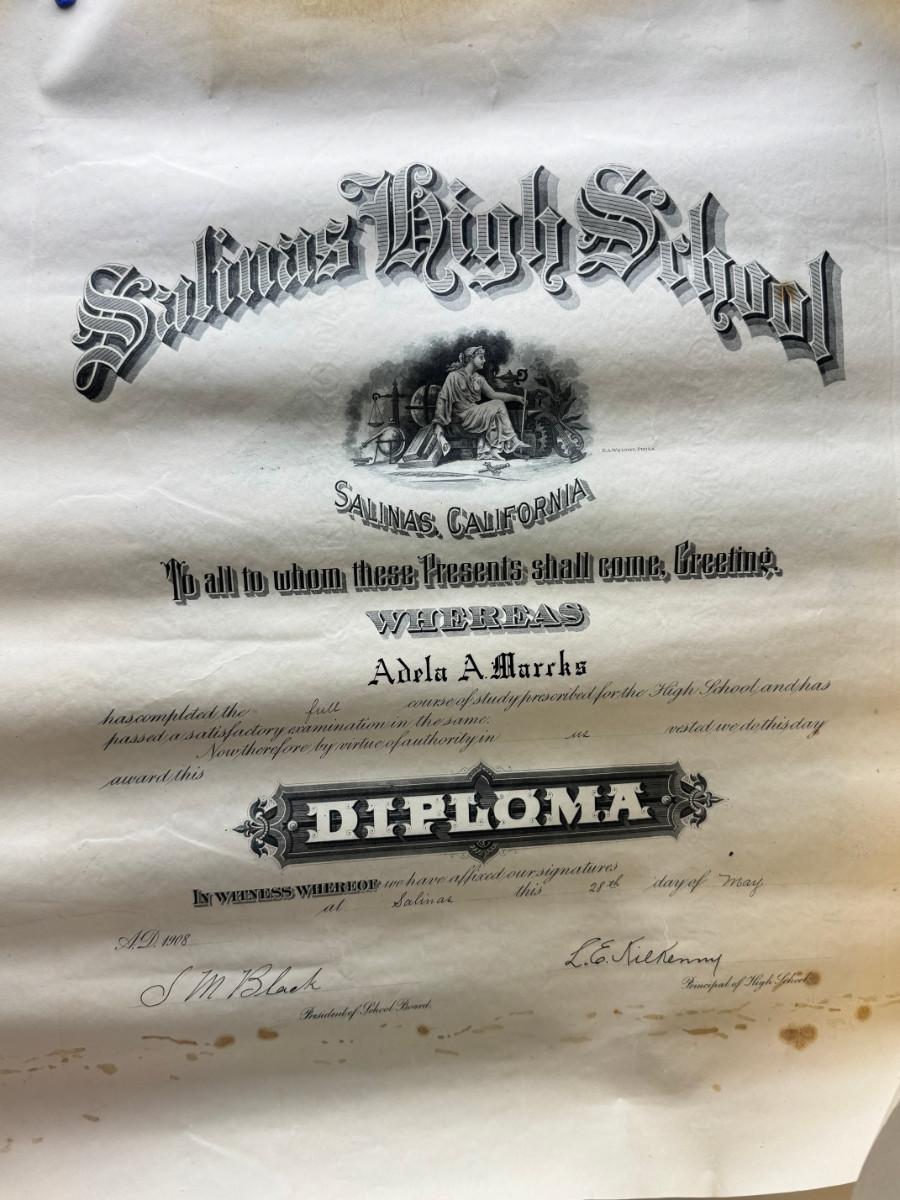 Salinas High School
SALINAS, CALIFORNIA
To all to whom these Presents shall come, Greeting.
WHEREAS
Adela A. Marcks
has completed the full course of study prescribed for the High School, and has
passed a satisfactory examination in the same.
Now therefore, by virtue of authority in us vested we do this day
award this
DIPLOMA
IN WITNESS WHEREOF we have affixed our signatures
at Salinas this 28th day of May
A.D. 1908
S M Black
President of School Board.
L.E. Kilkenny
Principal of High School.